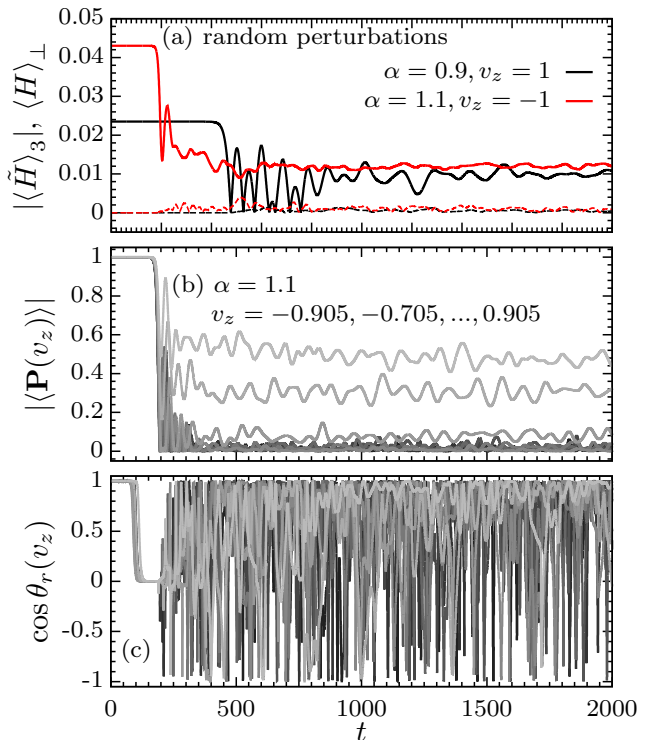 0.05
0.04
0.03
0.02
0.01
0
|⟨H̃⟩₃|, ⟨H⟩⊥
(a) random perturbations
α = 0.9, v_z = 1
α = 1.1, v_z = −1
1
0.8
0.6
0.4
0.2
0
|⟨P(v_z)⟩|
(b) α = 1.1
v_z = −0.905, −0.705, ..., 0.905
1
0.5
0
-0.5
-1
cos θ_r(v_z)
(c)
0 500 1000 1500 2000
t